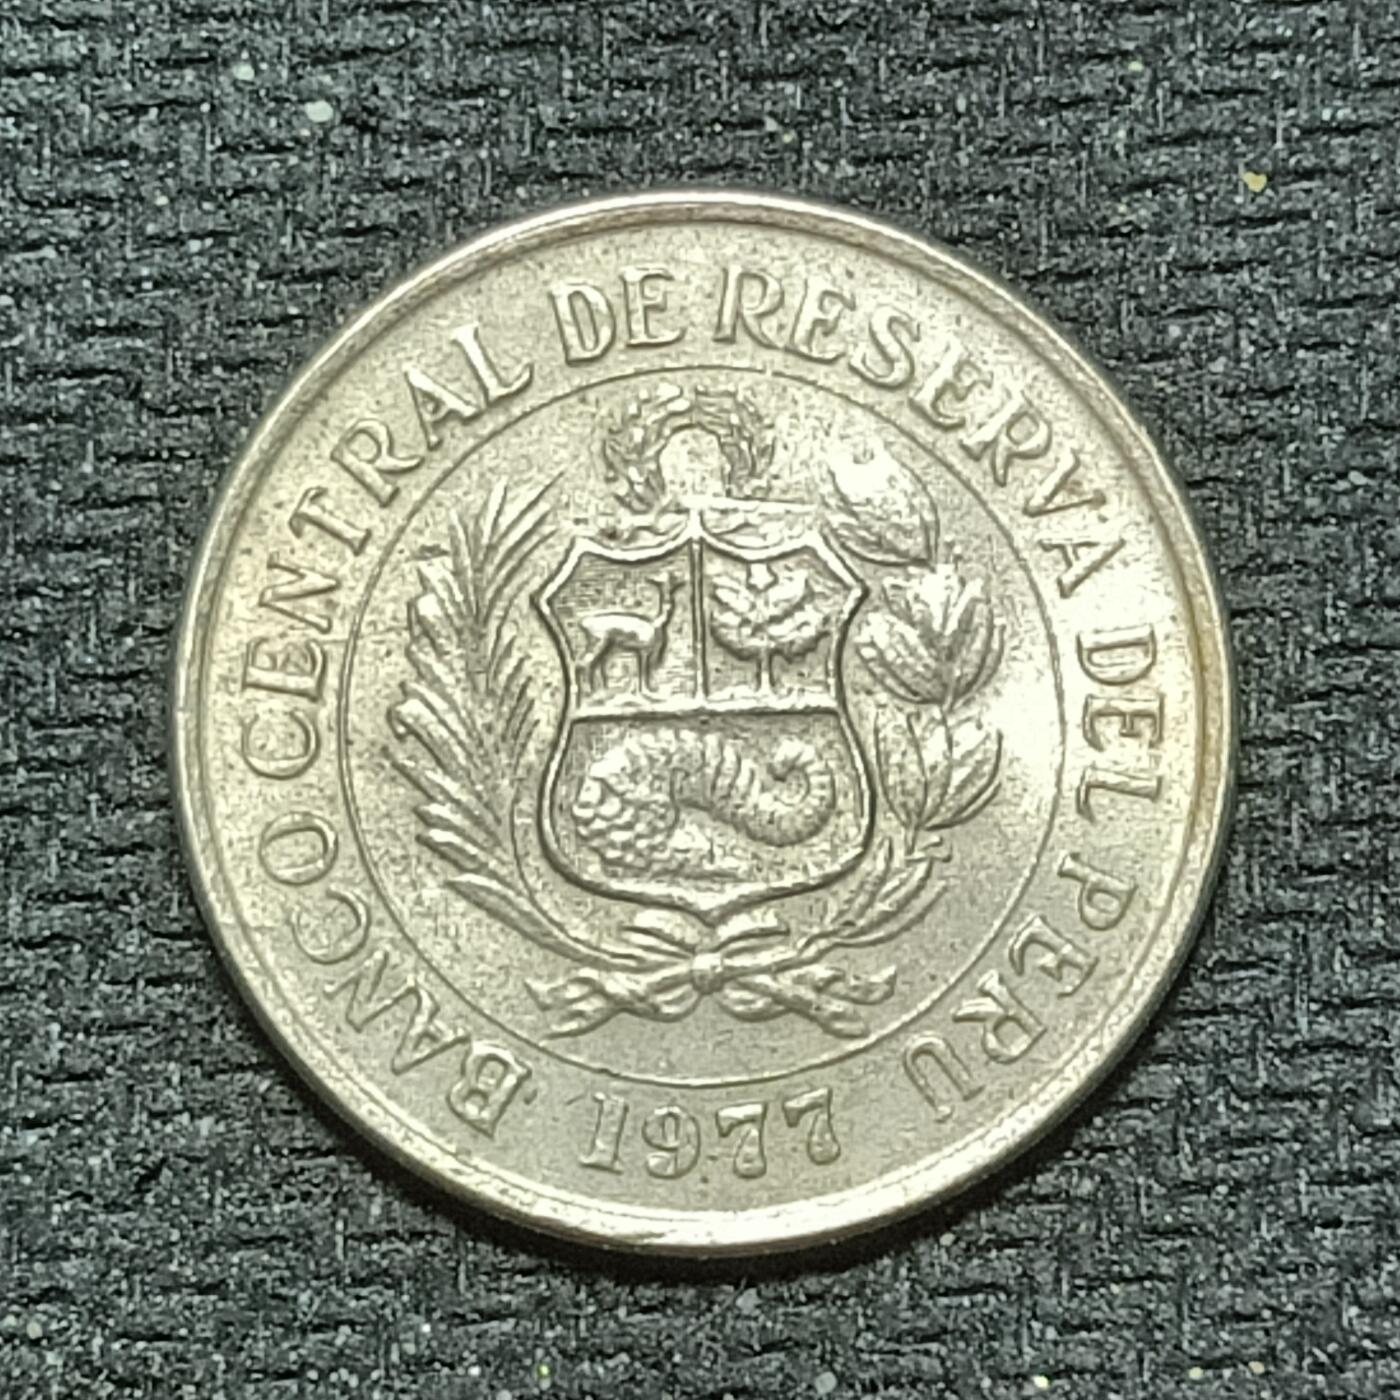 BANCO CENTRAL DE RESERVA DEL PERU
1977